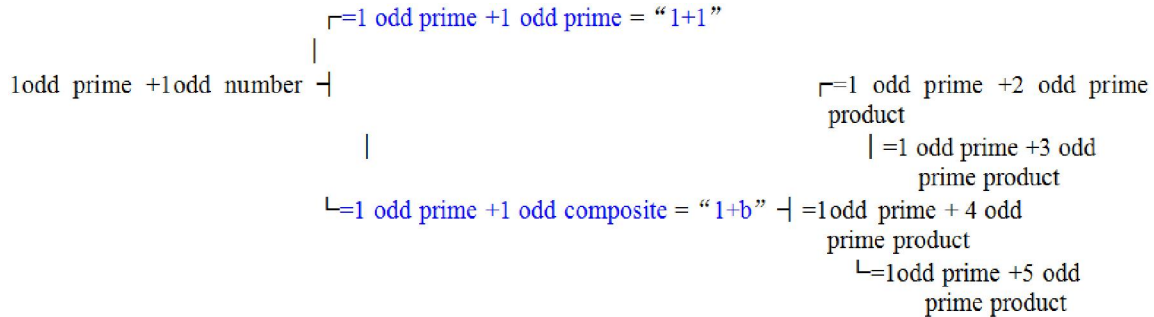 =1 odd prime +1 odd prime = “1+1”
1odd prime +1odd number
=1 odd prime +2 odd prime
product
=1 odd prime +3 odd
prime product
=1 odd prime +1 odd composite = “1+b” =1odd prime + 4 odd
prime product
=1odd prime +5 odd
prime product